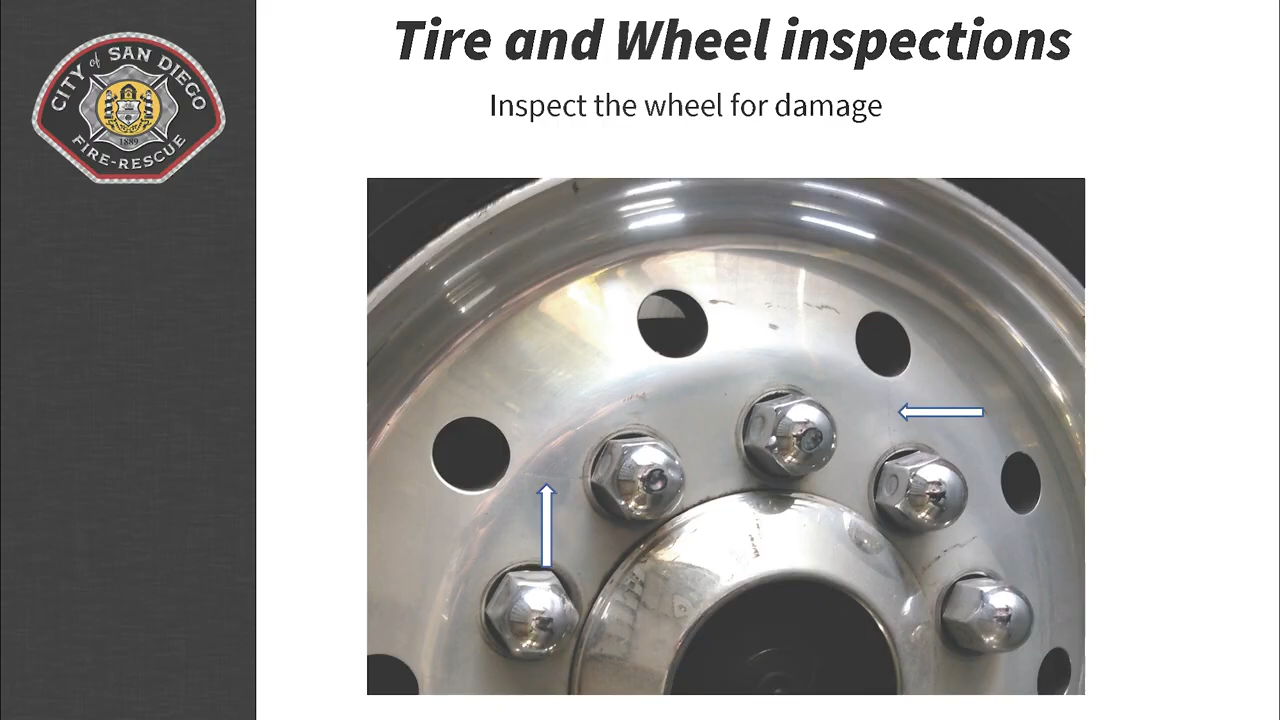 CITY of SAN DIEGO
1889
FIRE-RESCUE
Tire and Wheel inspections
Inspect the wheel for damage